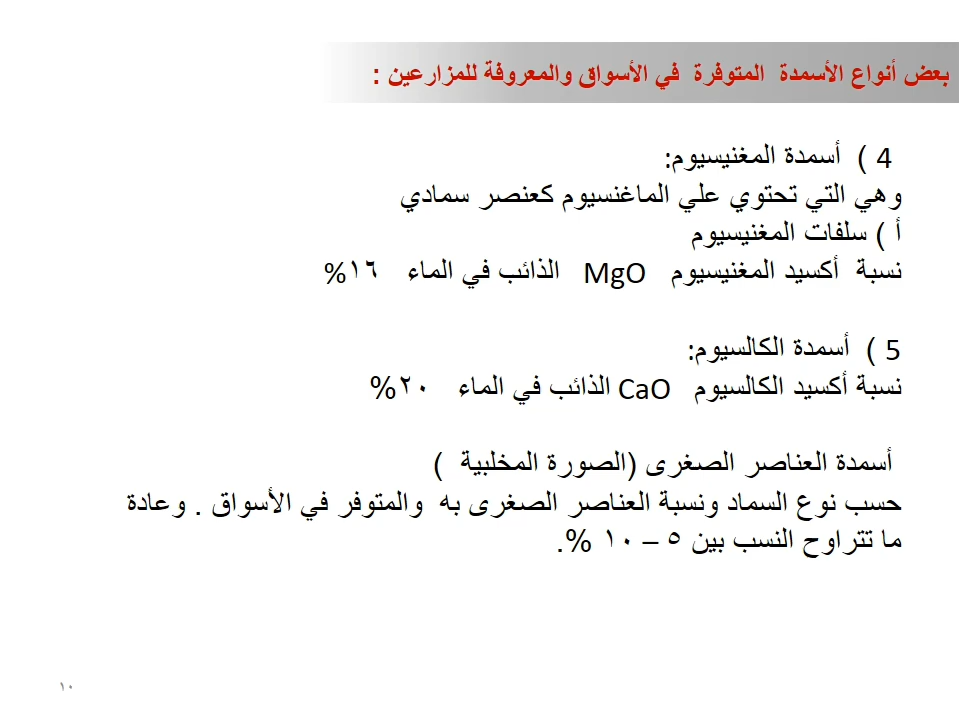 بعض أنواع الأسمدة المتوفرة في الأسواق والمعروفة للمزارعين :
4 ) أسمدة المغنيسيوم:
وهي التي تحتوي علي الماغنسيوم كعنصر سمادي
أ ) سلفات المغنيسيوم
نسبة أكسيد المغنيسيوم MgO الذائب في الماء ١٦%
5 ) أسمدة الكالسيوم:
نسبة أكسيد الكالسيوم CaO الذائب في الماء ٢٠%
أسمدة العناصر الصغرى (الصورة المخلبية )
حسب نوع السماد ونسبة العناصر الصغرى به والمتوفر في الأسواق . وعادة
ما تتراوح النسب بين ٥ – ١٠ %.
١٠